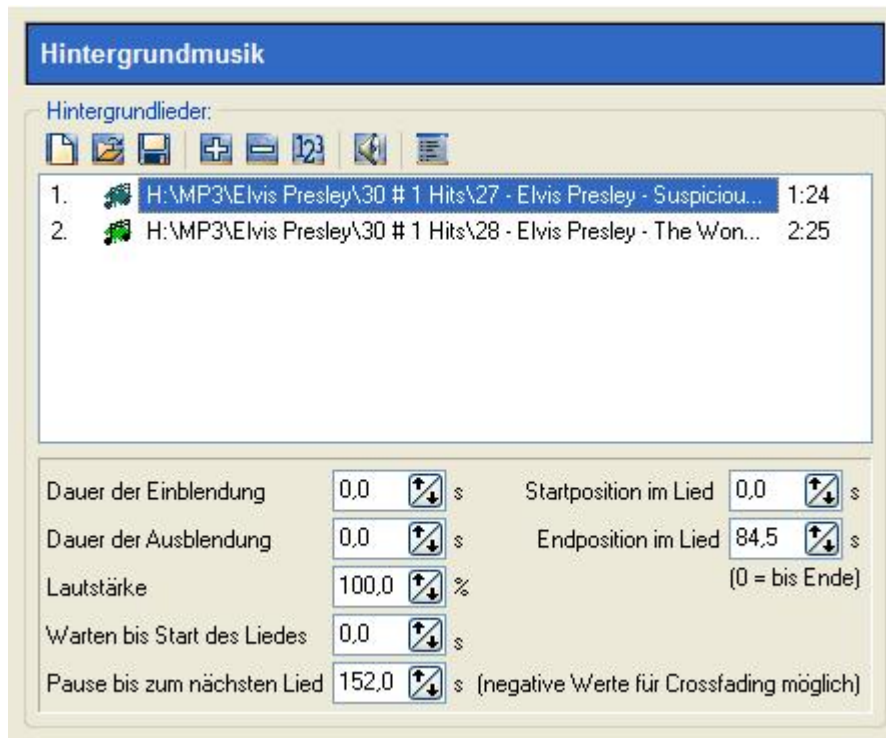 Hintergrundmusik
Hintergrundlieder:
123
1. H:\MP3\Elvis Presley\30 # 1 Hits\27 - Elvis Presley - Suspiciou... 1:24
2. H:\MP3\Elvis Presley\30 # 1 Hits\28 - Elvis Presley - The Won... 2:25
Dauer der Einblendung 0,0 s Startposition im Lied 0,0 s
Dauer der Ausblendung 0,0 s Endposition im Lied 84,5 s
Lautstärke 100,0 % (0 = bis Ende)
Warten bis Start des Liedes 0,0 s
Pause bis zum nächsten Lied 152,0 s (negative Werte für Crossfading möglich)